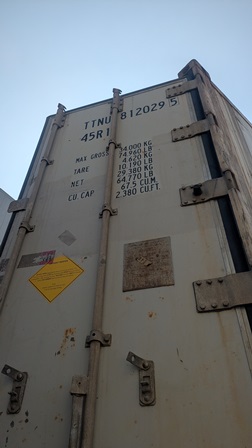 TTNU 812029 5
45R1
MAX GROSS 34.000 KG
74.960 LB
TARE 4.620 KG
10.190 LB
NET 29.380 KG
64.770 LB
CU CAP 67.5 CU.M.
2.380 CU.FT.